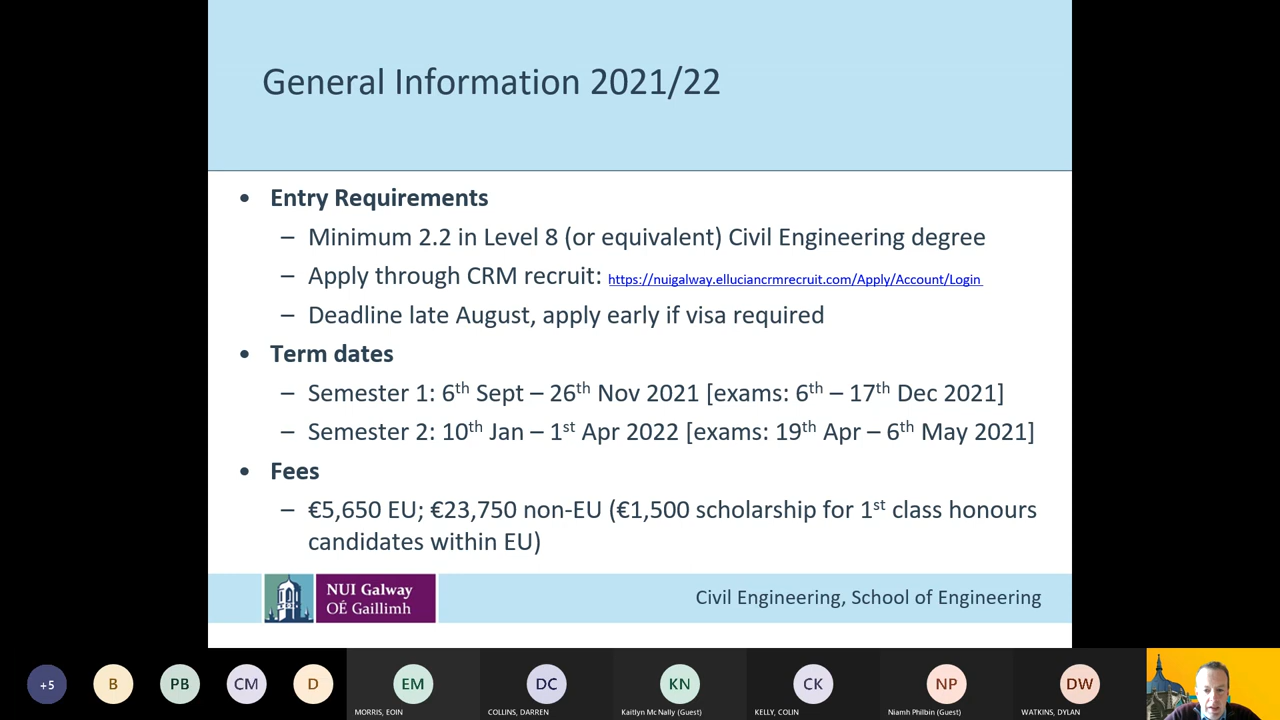 General Information 2021/22
• Entry Requirements
– Minimum 2.2 in Level 8 (or equivalent) Civil Engineering degree
– Apply through CRM recruit: https://nuigalway.elluciancrmrecruit.com/Apply/Account/Login
– Deadline late August, apply early if visa required
• Term dates
– Semester 1: 6th Sept – 26th Nov 2021 [exams: 6th – 17th Dec 2021]
– Semester 2: 10th Jan – 1st Apr 2022 [exams: 19th Apr – 6th May 2021]
• Fees
– €5,650 EU; €23,750 non-EU (€1,500 scholarship for 1st class honours
candidates within EU)
NUI Galway
OÉ Gaillimh
Civil Engineering, School of Engineering
+5
B
PB
CM
D
EM
DC
KN
CK
NP
DW
MORRIS, EOIN
COLLINS, DARREN
Kaitlyn Mc Nally (Guest)
KELLY, COLIN
Niamh Philbin (Guest)
WATKINS, DYLAN